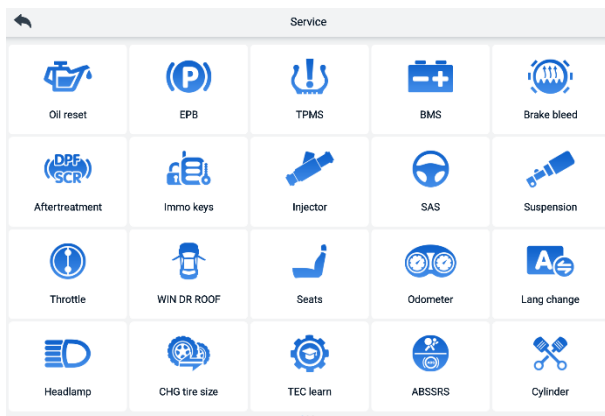 Service
Oil reset
EPB
TPMS
BMS
Brake bleed
DPF
SCR
Aftertreatment
Immo keys
Injector
SAS
Suspension
Throttle
WIN DR ROOF
Seats
Odometer
A
Lang change
Headlamp
CHG tire size
TEC learn
ABSSRS
Cylinder